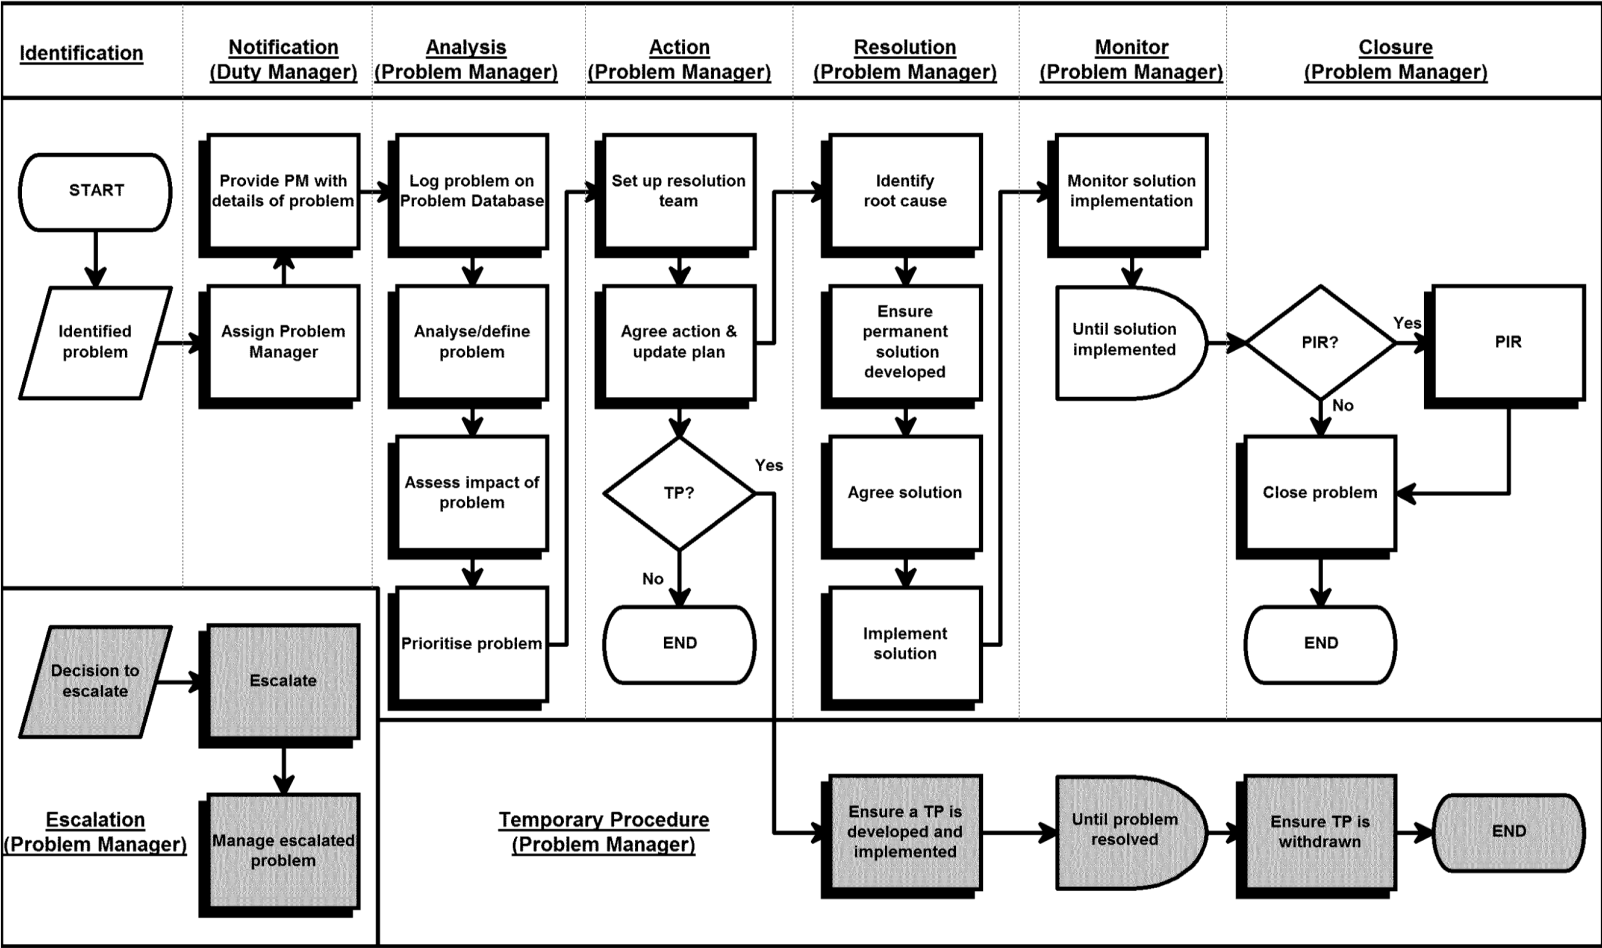 Identification
Notification
(Duty Manager)
Analysis
(Problem Manager)
Action
(Problem Manager)
Resolution
(Problem Manager)
Monitor
(Problem Manager)
Closure
(Problem Manager)
START
Identified
problem
Provide PM with
details of problem
Assign Problem
Manager
Log problem on
Problem Database
Analyse/define
problem
Assess impact of
problem
Prioritise problem
Set up resolution
team
Agree action &
update plan
TP?
Yes
No
END
Identify
root cause
Ensure
permanent
solution
developed
Agree solution
Implement
solution
Monitor solution
implementation
Until solution
implemented
PIR?
Yes
No
PIR
Close problem
END
Decision to
escalate
Escalate
Manage escalated
problem
Escalation
(Problem Manager)
Temporary Procedure
(Problem Manager)
Ensure a TP is
developed and
implemented
Until problem
resolved
Ensure TP is
withdrawn
END